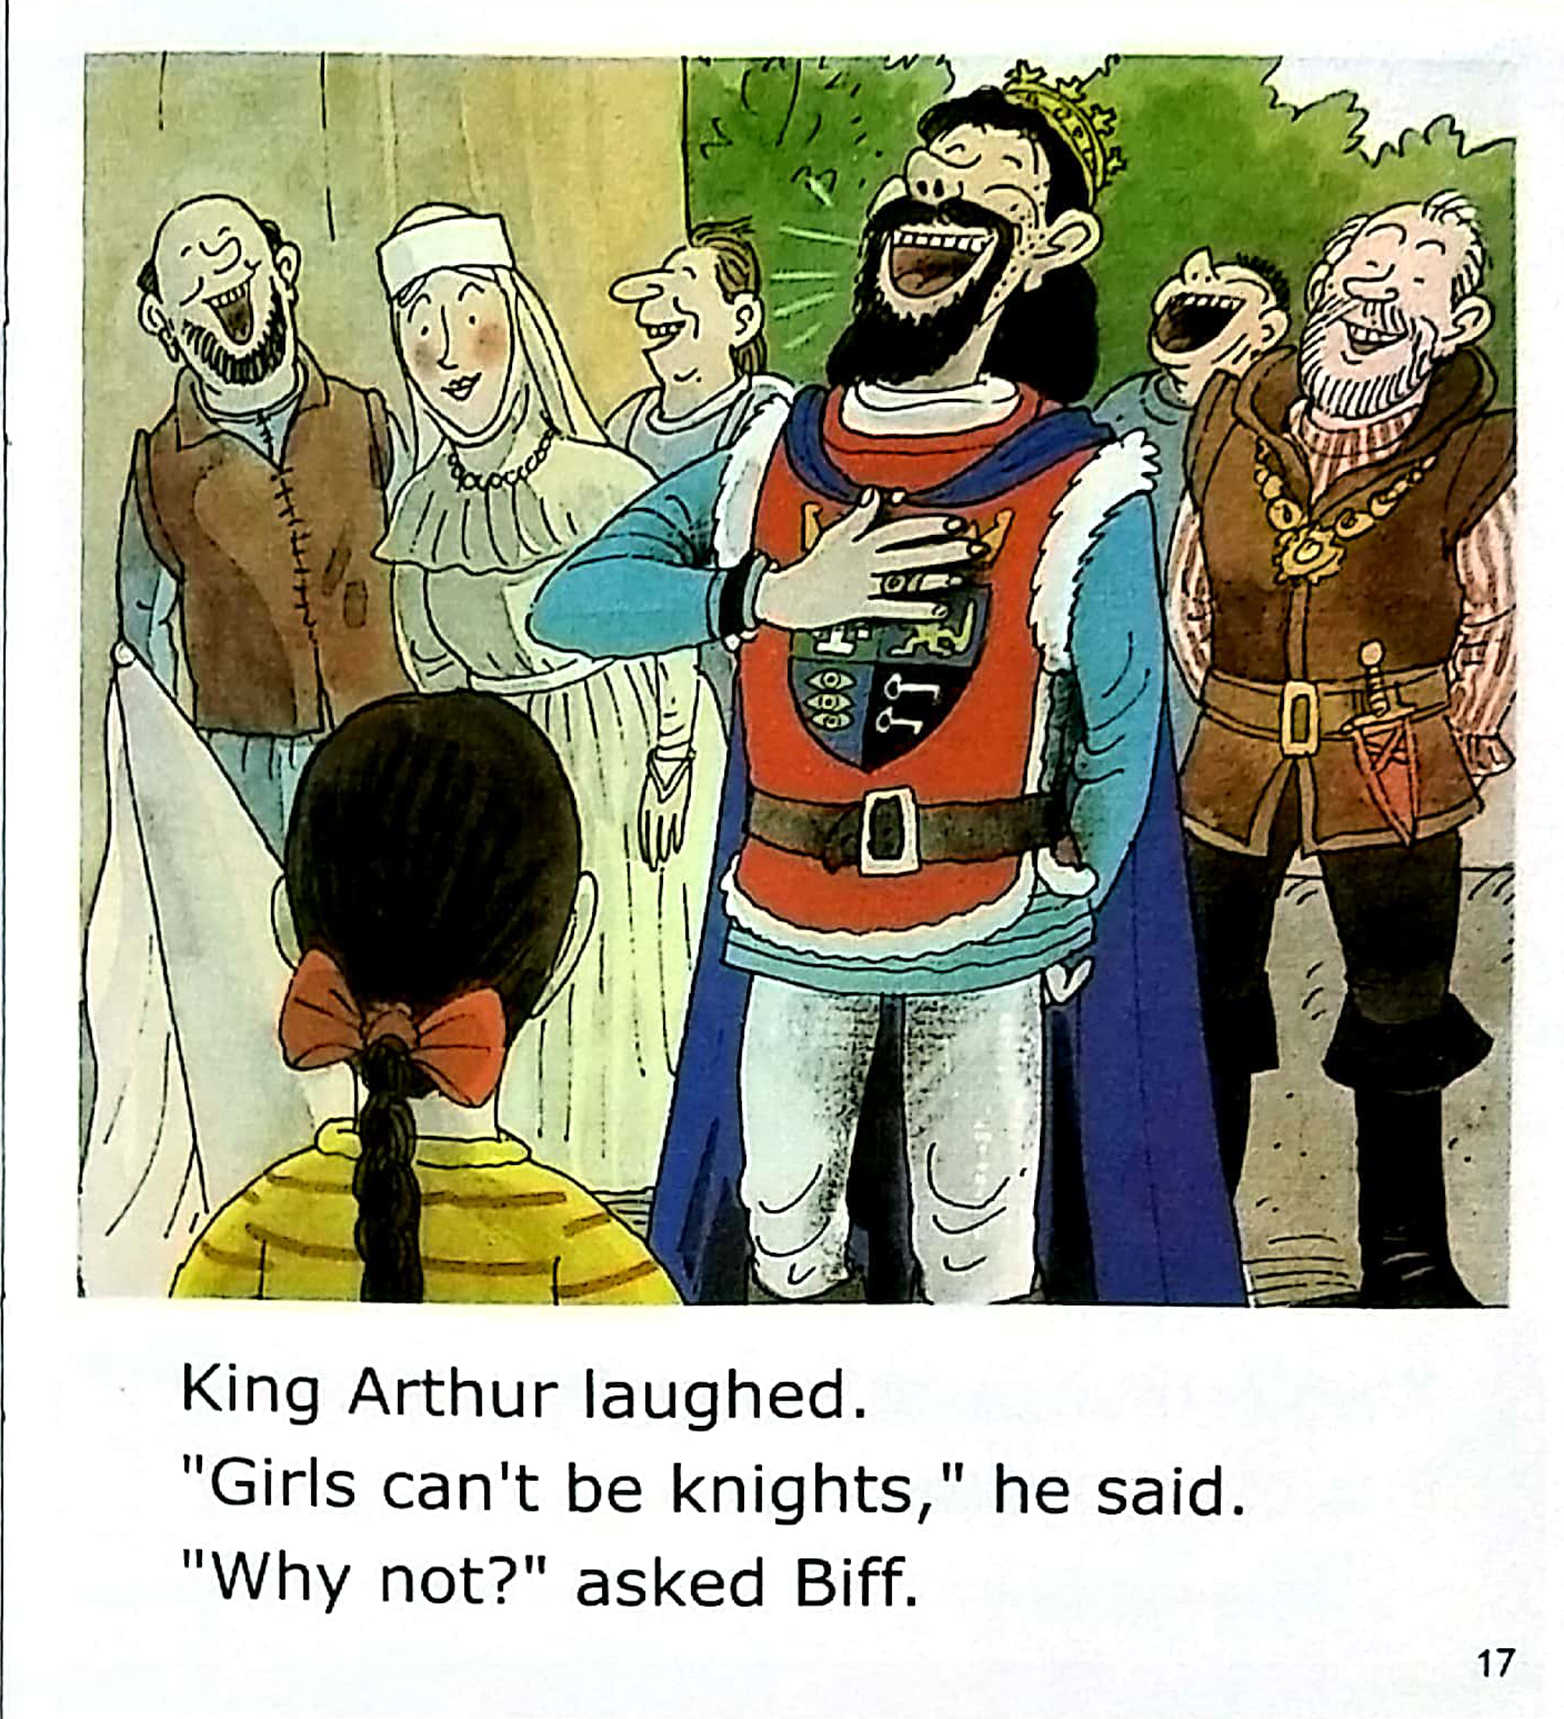 King Arthur laughed.
"Girls can't be knights," he said.
"Why not?" asked Biff.
17